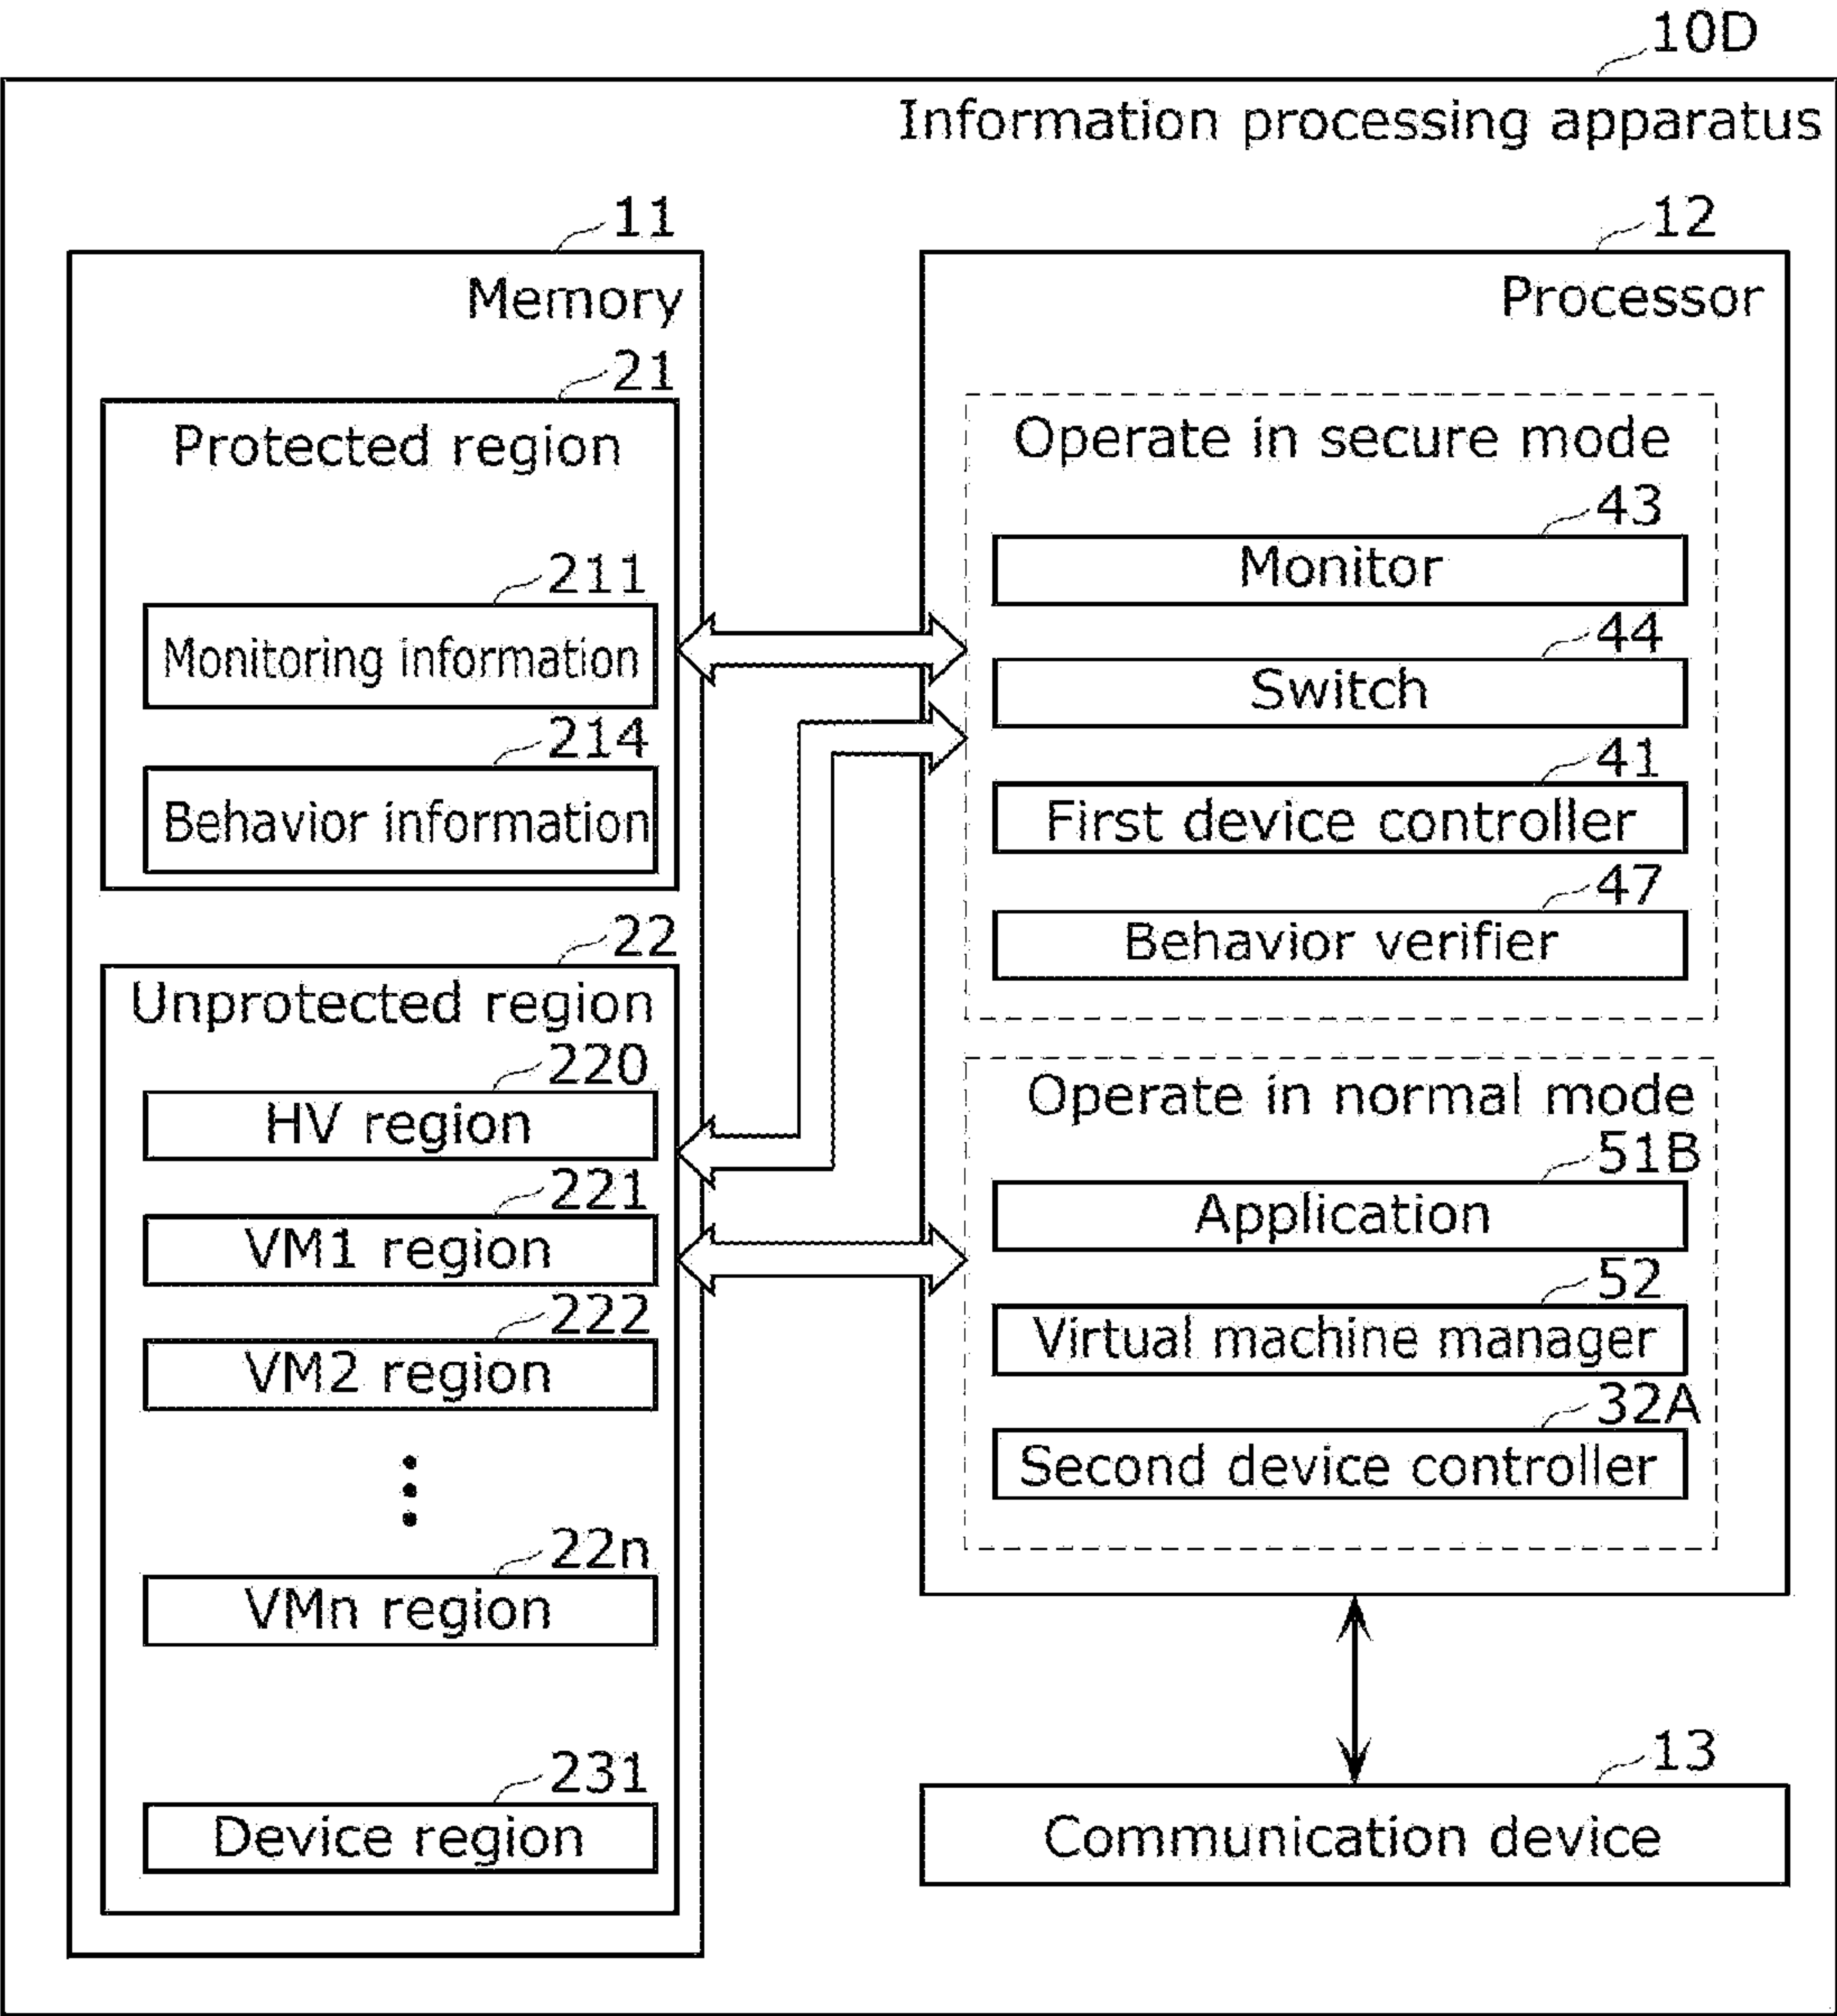 10D
Information processing apparatus
11
Memory
21
Protected region
211
Monitoring information
214
Behavior information
22
Unprotected region
220
HV region
221
VM1 region
222
VM2 region
22n
VMn region
231
Device region
12
Processor
Operate in secure mode
43
Monitor
44
Switch
41
First device controller
47
Behavior verifier
Operate in normal mode
51B
Application
52
Virtual machine manager
32A
Second device controller
13
Communication device